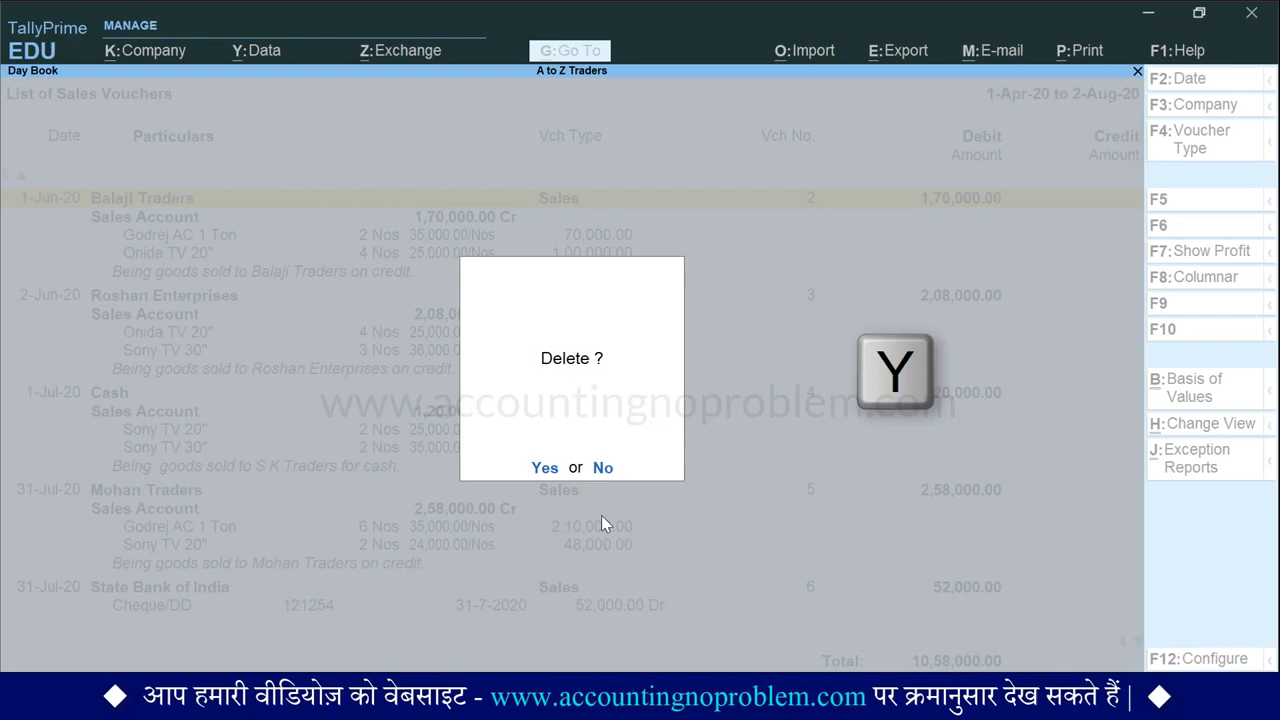 TallyPrime MANAGE
EDU K:Company Y:Data Z:Exchange G:Go To O:Import E:Export M:E-mail P:Print F1:Help
Day Book A to Z Traders
List of Sales Vouchers 1-Apr-20 to 2-Aug-20
Date Particulars Vch Type Vch No. Debit Credit
Amount Amount
1-Jun-20 Balaji Traders Sales 2 1,70,000.00
Sales Account 1,70,000.00 Cr
Godrej AC 1 Ton 2 Nos 35,000.00/Nos 70,000.00
Onida TV 20" 4 Nos 25,000.00/Nos 1,00,000.00
Being goods sold to Balaji Traders on credit.
2-Jun-20 Roshan Enterprises 3 2,08,000.00
Sales Account
Onida TV 20" 4 Nos
Sony TV 30" 3 Nos
Being goods sold to Roshan Enterprises on credit.
1-Jul-20 Cash 4
Sales Account
Sony TV 20"
Sony TV 30"
Being goods sold to S K Traders for cash.
31-Jul-20 Mohan Traders Sales 5 2,58,000.00
Sales Account 2,58,000.00 Cr
Godrej AC 1 Ton 6 Nos 35,000.00/Nos 2,10,000.00
Sony TV 20" 2 Nos 24,000.00/Nos 48,000.00
Being goods sold to Mohan Traders on credit.
31-Jul-20 State Bank of India Sales 6 52,000.00
Cheque/DD 121254 31-7-2020 52,000.00 Dr
Total: 10,58,000.00
Delete ?
Yes or No
Y
www.accountingnoproblem.com
F2:Date
F3:Company
F4:Voucher
Type
F5
F6
F7:Show Profit
F8:Columnar
F9
F10
B:Basis of
Values
H:Change View
J:Exception
Reports
F12:Configure
आप हमारी वीडियोज़ को वेबसाइट - www.accountingnoproblem.com पर क्रमानुसार देख सकते हैं |